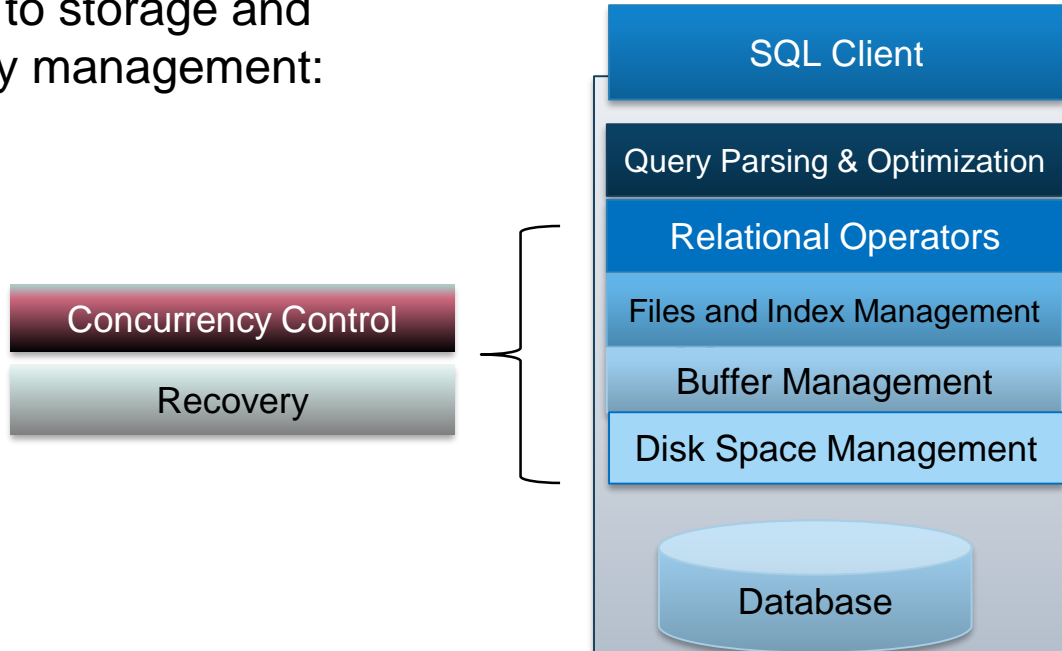 to storage and
y management:
SQL Client
Query Parsing & Optimization
Relational Operators
Files and Index Management
Buffer Management
Disk Space Management
Database
Concurrency Control
Recovery